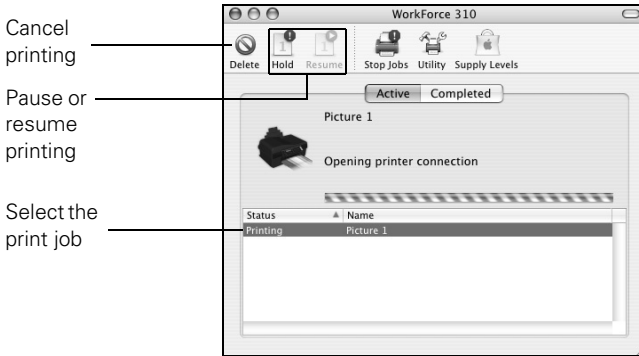 Cancel
printing
Pause or
resume
printing
Select the
print job
WorkForce 310
Delete Hold Resume Stop Jobs Utility Supply Levels
Active Completed
Picture 1
Opening printer connection
Status Name
Printing Picture 1